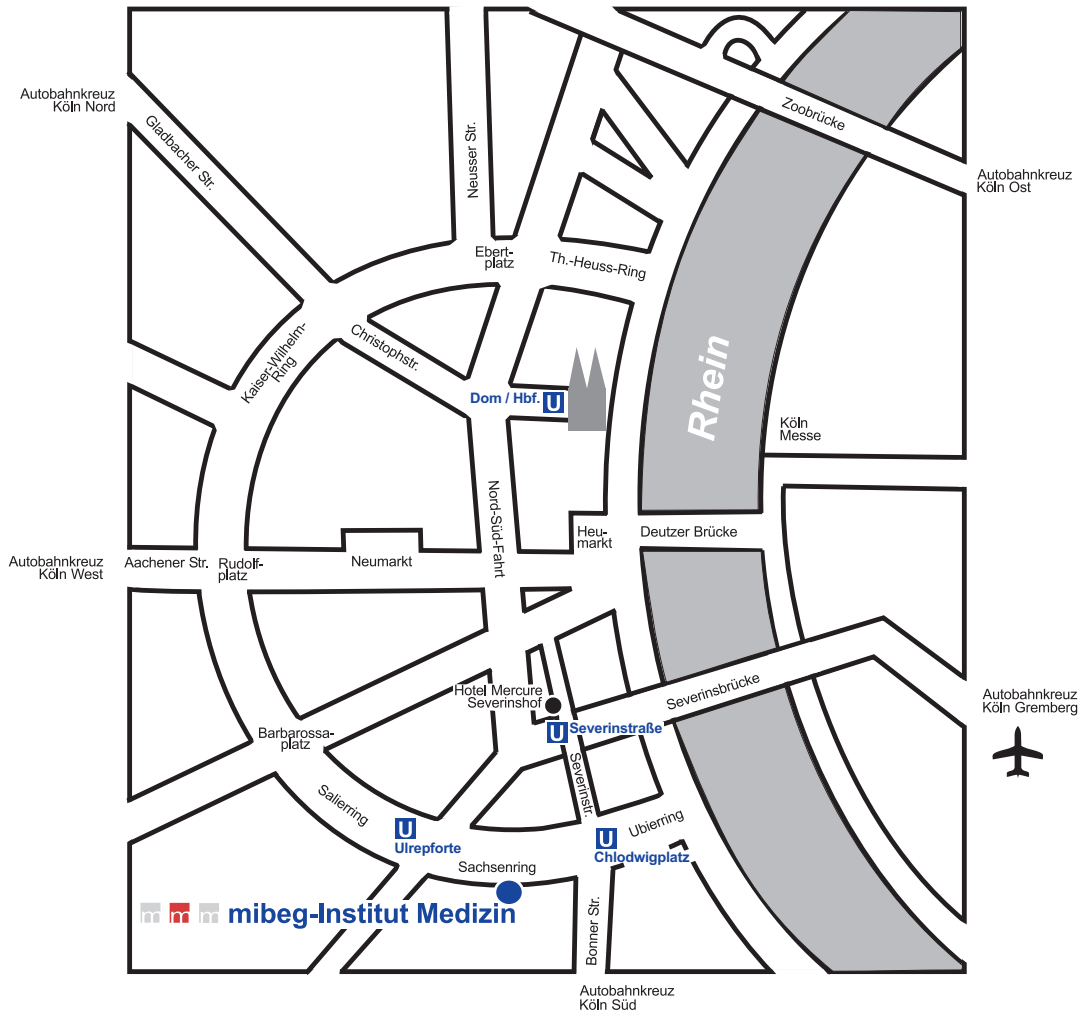 Autobahnkreuz
Köln Nord
Gladbacher Str.
Neusser Str.
Zoobrücke
Autobahnkreuz
Köln Ost
Ebert-
platz
Th.-Heuss-Ring
Kaiser-Wilhelm-
Ring
Christophstr.
Rhein
Dom / Hbf.
U
Köln
Messe
Nord-Süd-Fahrt
Heu-
markt
Deutzer Brücke
Autobahnkreuz
Köln West
Aachener Str.
Rudolf-
platz
Neumarkt
Hotel Mercure
Severinshof
Severinsbrücke
Autobahnkreuz
Köln Gremberg
U
Severinstraße
Barbarossa-
platz
Severinstr.
Salierring
U
Ulrepforte
Ubierring
U
Chlodwigplatz
Sachsenring
m m m mibeg-Institut Medizin
Bonner Str.
Autobahnkreuz
Köln Süd